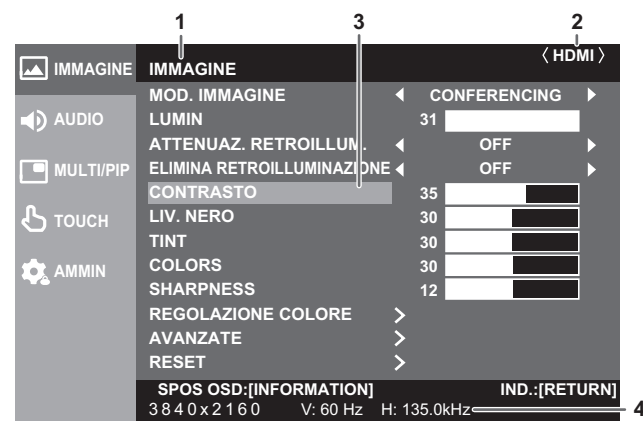 1 3 2
IMMAGINE
AUDIO
MULTI/PIP
TOUCH
AMMIN
IMMAGINE 〈 HDMI 〉
MOD. IMMAGINE CONFERENCING
LUMIN 31
ATTENUAZ. RETROILLUM. OFF
ELIMINA RETROILLUMINAZIONE OFF
CONTRASTO 35
LIV. NERO 30
TINT 30
COLORS 30
SHARPNESS 12
REGOLAZIONE COLORE
AVANZATE
RESET
SPOS OSD:[INFORMATION] IND.:[RETURN]
3840x2160 V: 60 Hz H: 135.0kHz 4